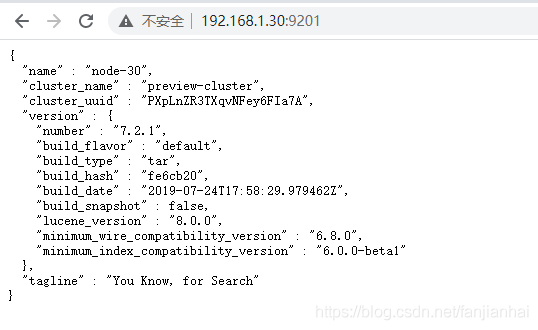 不安全 | 192.168.1.30:9201
{
"name" : "node-30",
"cluster_name" : "preview-cluster",
"cluster_uuid" : "PXpLnZR3TXqvNFey6FIa7A",
"version" : {
"number" : "7.2.1",
"build_flavor" : "default",
"build_type" : "tar",
"build_hash" : "fe6cb20",
"build_date" : "2019-07-24T17:58:29.979462Z",
"build_snapshot" : false,
"lucene_version" : "8.0.0",
"minimum_wire_compatibility_version" : "6.8.0",
"minimum_index_compatibility_version" : "6.0.0-beta1"
},
"tagline" : "You Know, for Search"
}
https://blog.csdn.net/fanjianhai